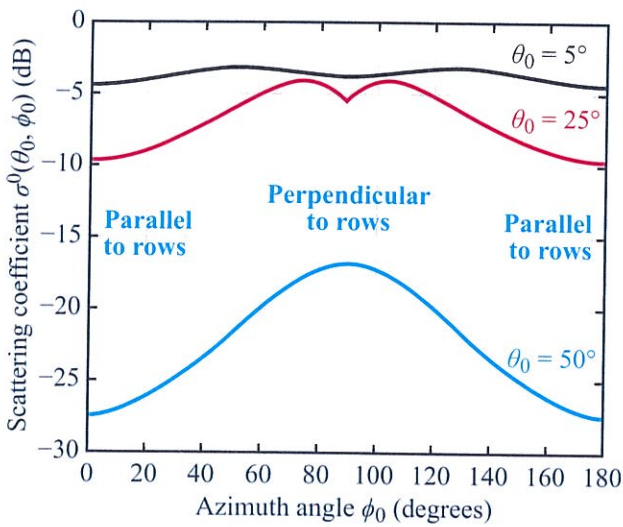 Scattering coefficient σ⁰(θ₀, ϕ₀) (dB)
0
−5
−10
−15
−20
−25
−30
θ₀ = 5°
θ₀ = 25°
Parallel
to rows
Perpendicular
to rows
Parallel
to rows
θ₀ = 50°
0 20 40 60 80 100 120 140 160 180
Azimuth angle ϕ₀ (degrees)